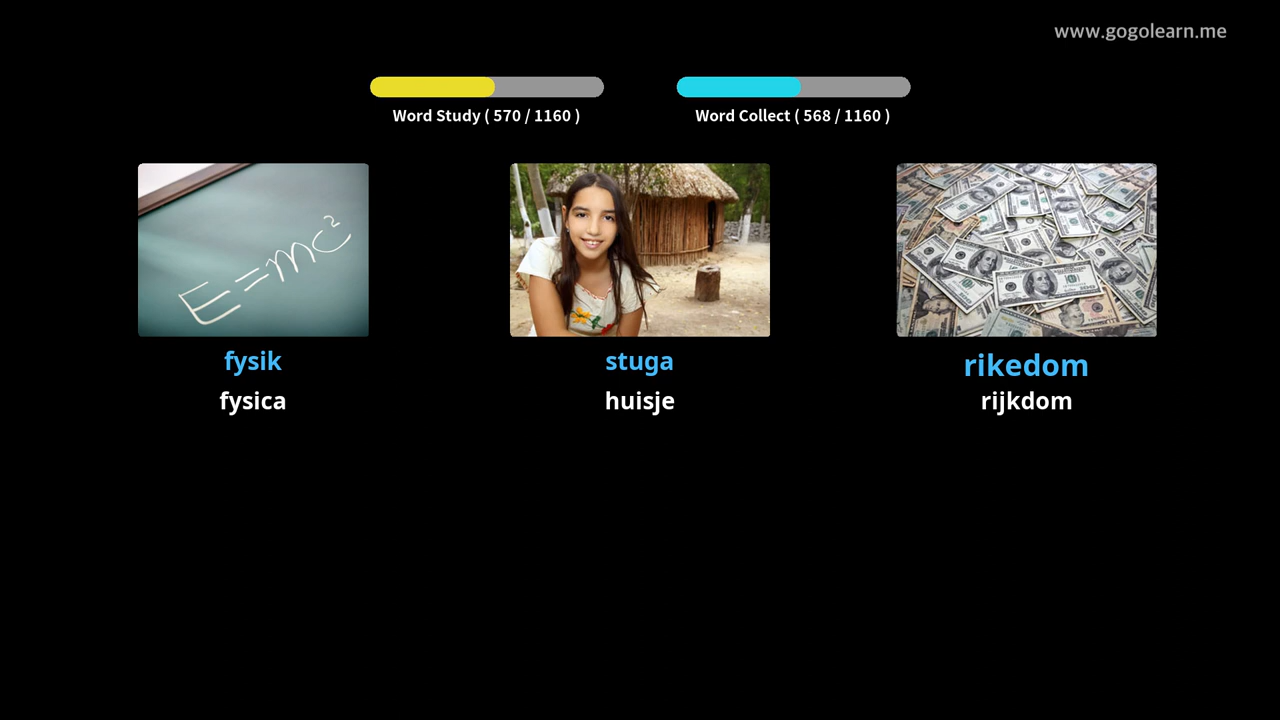 www.gogolearn.me
Word Study ( 570 / 1160 )
Word Collect ( 568 / 1160 )
E=mc²
fysik
fysica
stuga
huisje
rikedom
rijkdom